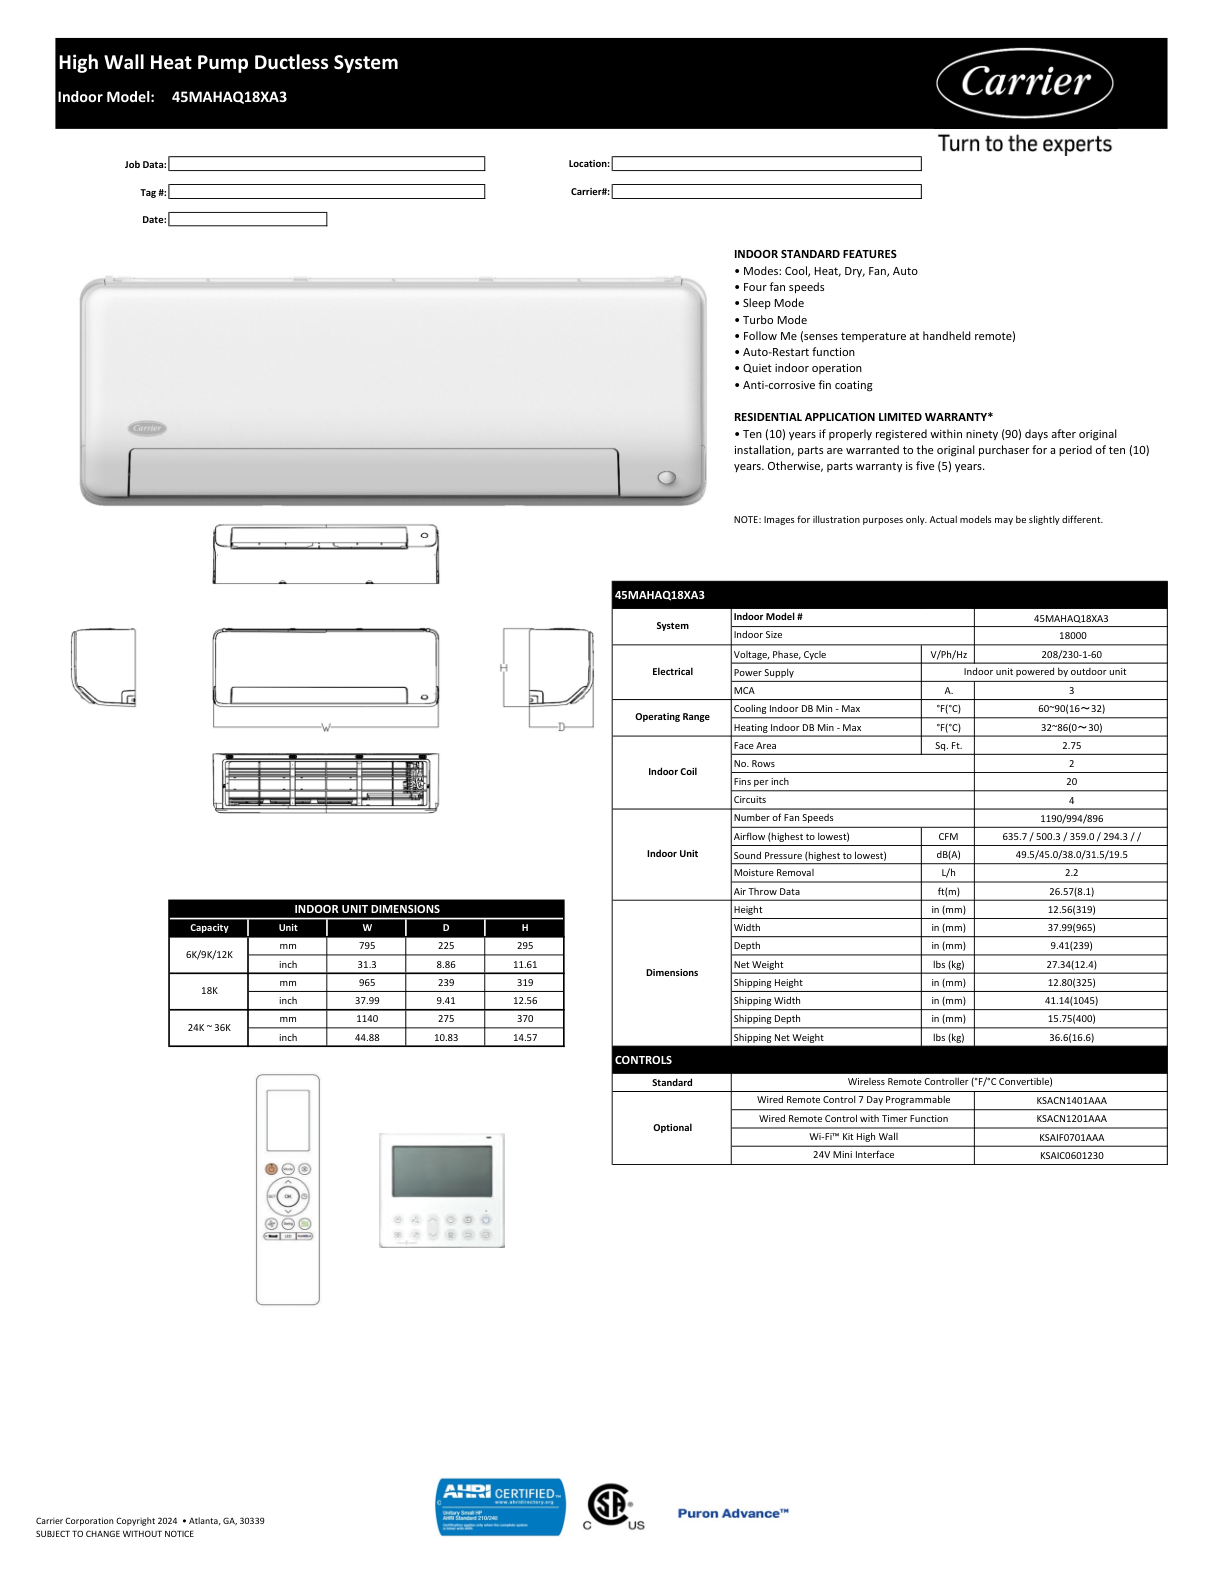 High Wall Heat Pump Ductless System
Indoor Model: 45MAHAQ18XA3
Carrier
Turn to the experts
Job Data:
Location:
Tag #:
Carrier#:
Date:
INDOOR STANDARD FEATURES
• Modes: Cool, Heat, Dry, Fan, Auto
• Four fan speeds
• Sleep Mode
• Turbo Mode
• Follow Me (senses temperature at handheld remote)
• Auto-Restart function
• Quiet indoor operation
• Anti-corrosive fin coating
RESIDENTIAL APPLICATION LIMITED WARRANTY*
• Ten (10) years if properly registered within ninety (90) days after original
installation, parts are warranted to the original purchaser for a period of ten (10)
years. Otherwise, parts warranty is five (5) years.
NOTE: Images for illustration purposes only. Actual models may be slightly different.
Carrier
H
W
D
45MAHAQ18XA3
System
Indoor Model # 45MAHAQ18XA3
Indoor Size 18000
Electrical
Voltage, Phase, Cycle V/Ph/Hz 208/230-1-60
Power Supply Indoor unit powered by outdoor unit
MCA A. 3
Operating Range
Cooling Indoor DB Min - Max °F(°C) 60~90(16～32)
Heating Indoor DB Min - Max °F(°C) 32~86(0～30)
Indoor Coil
Face Area Sq. Ft. 2.75
No. Rows 2
Fins per inch 20
Circuits 4
Indoor Unit
Number of Fan Speeds 1190/994/896
Airflow (highest to lowest) CFM 635.7 / 500.3 / 359.0 / 294.3 / /
Sound Pressure (highest to lowest) dB(A) 49.5/45.0/38.0/31.5/19.5
Moisture Removal L/h 2.2
Air Throw Data ft(m) 26.57(8.1)
Dimensions
Height in (mm) 12.56(319)
Width in (mm) 37.99(965)
Depth in (mm) 9.41(239)
Net Weight lbs (kg) 27.34(12.4)
Shipping Height in (mm) 12.80(325)
Shipping Width in (mm) 41.14(1045)
Shipping Depth in (mm) 15.75(400)
Shipping Net Weight lbs (kg) 36.6(16.6)
CONTROLS
Standard Wireless Remote Controller (°F/°C Convertible)
Optional
Wired Remote Control 7 Day Programmable KSACN1401AAA
Wired Remote Control with Timer Function KSACN1201AAA
Wi-Fi™ Kit High Wall KSAIF0701AAA
24V Mini Interface KSAIC0601230
INDOOR UNIT DIMENSIONS
Capacity Unit W D H
6K/9K/12K
mm 795 225 295
inch 31.3 8.86 11.61
18K
mm 965 239 319
inch 37.99 9.41 12.56
24K ~ 36K
mm 1140 275 370
inch 44.88 10.83 14.57
OK
LED
AHRI CERTIFIED™
www.ahridirectory.org
Unitary Small HP
AHRI Standard 210/240
CSA ®
C US
Puron Advance™
Carrier Corporation Copyright 2024 • Atlanta, GA, 30339
SUBJECT TO CHANGE WITHOUT NOTICE